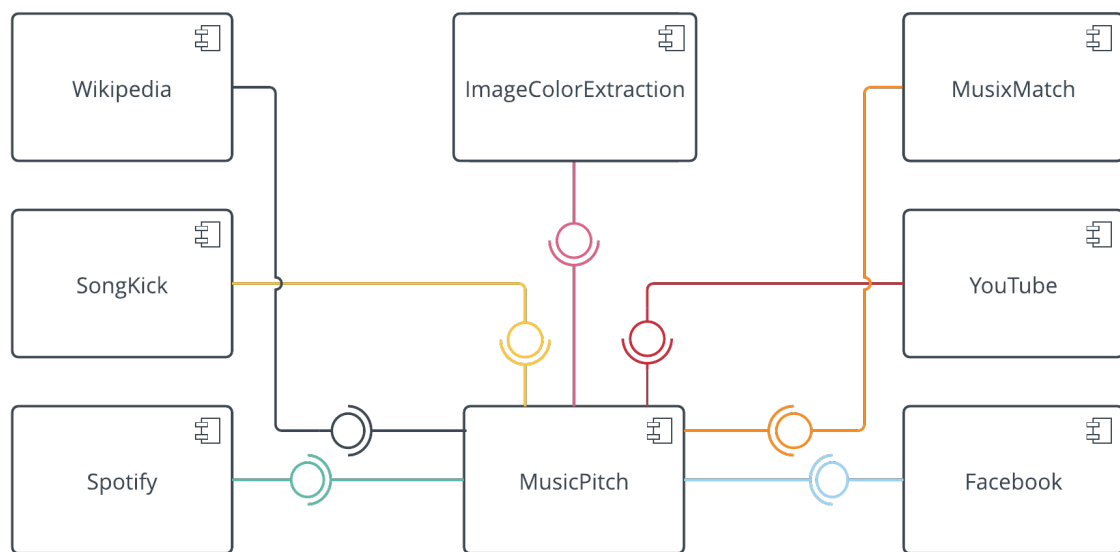 Wikipedia
ImageColorExtraction
MusixMatch
SongKick
YouTube
Spotify
MusicPitch
Facebook